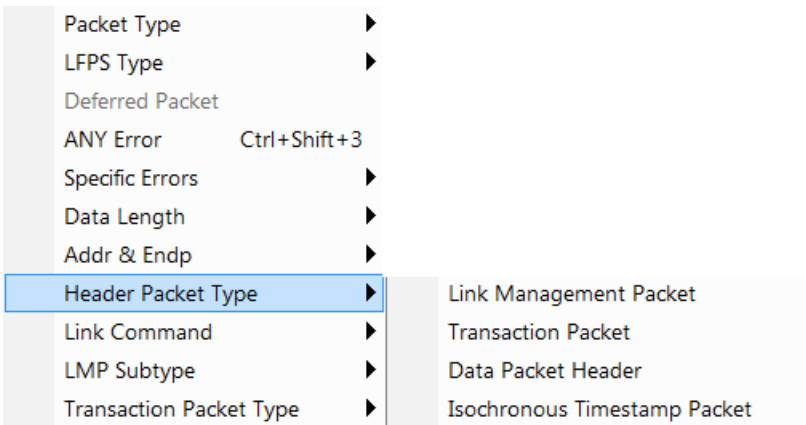 Packet Type
LFPS Type
Deferred Packet
ANY Error Ctrl+Shift+3
Specific Errors
Data Length
Addr & Endp
Header Packet Type
Link Command
LMP Subtype
Transaction Packet Type
Link Management Packet
Transaction Packet
Data Packet Header
Isochronous Timestamp Packet